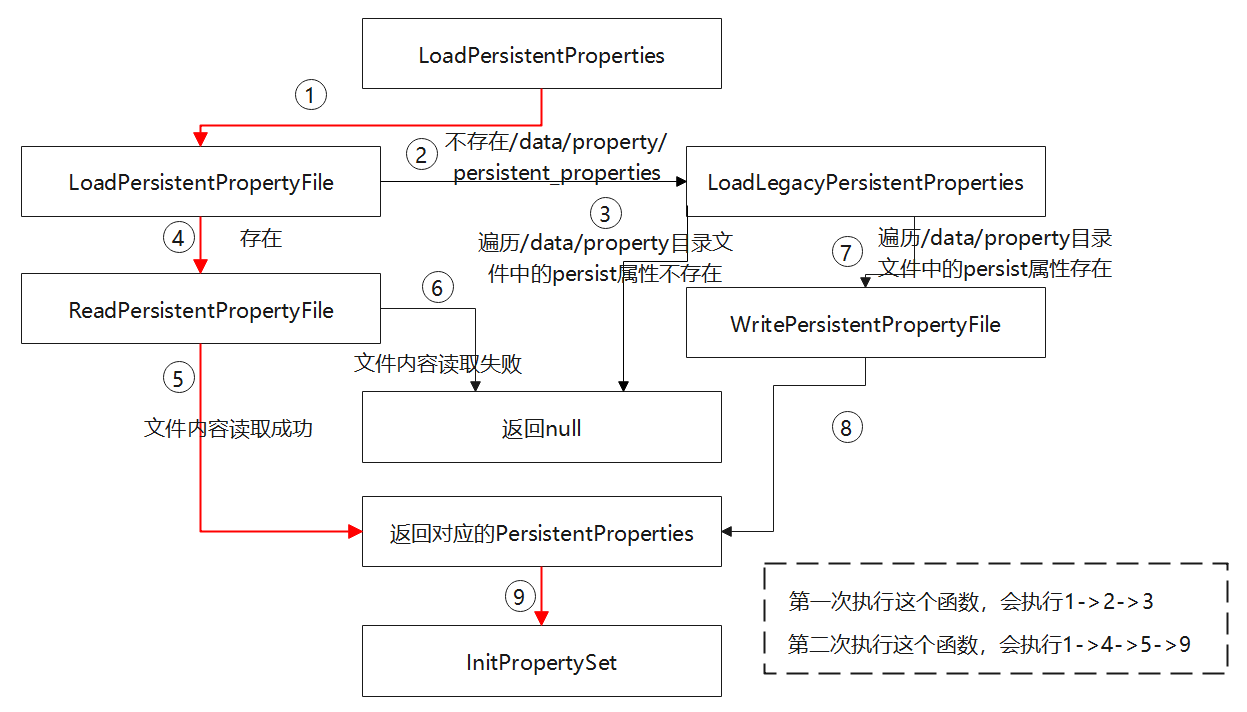 LoadPersistentProperties
1
不存在/data/property/
persistent_properties
2
LoadPersistentPropertyFile
LoadLegacyPersistentProperties
3
4
存在
遍历/data/property目录文
件中的persist属性不存在
7
遍历/data/property目录
文件中的persist属性存在
6
ReadPersistentPropertyFile
WritePersistentPropertyFile
文件内容读取失败
5
文件内容读取成功
返回null
8
返回对应的PersistentProperties
9
InitPropertySet
第一次执行这个函数，会执行1->2->3
第二次执行这个函数，会执行1->4->5->9